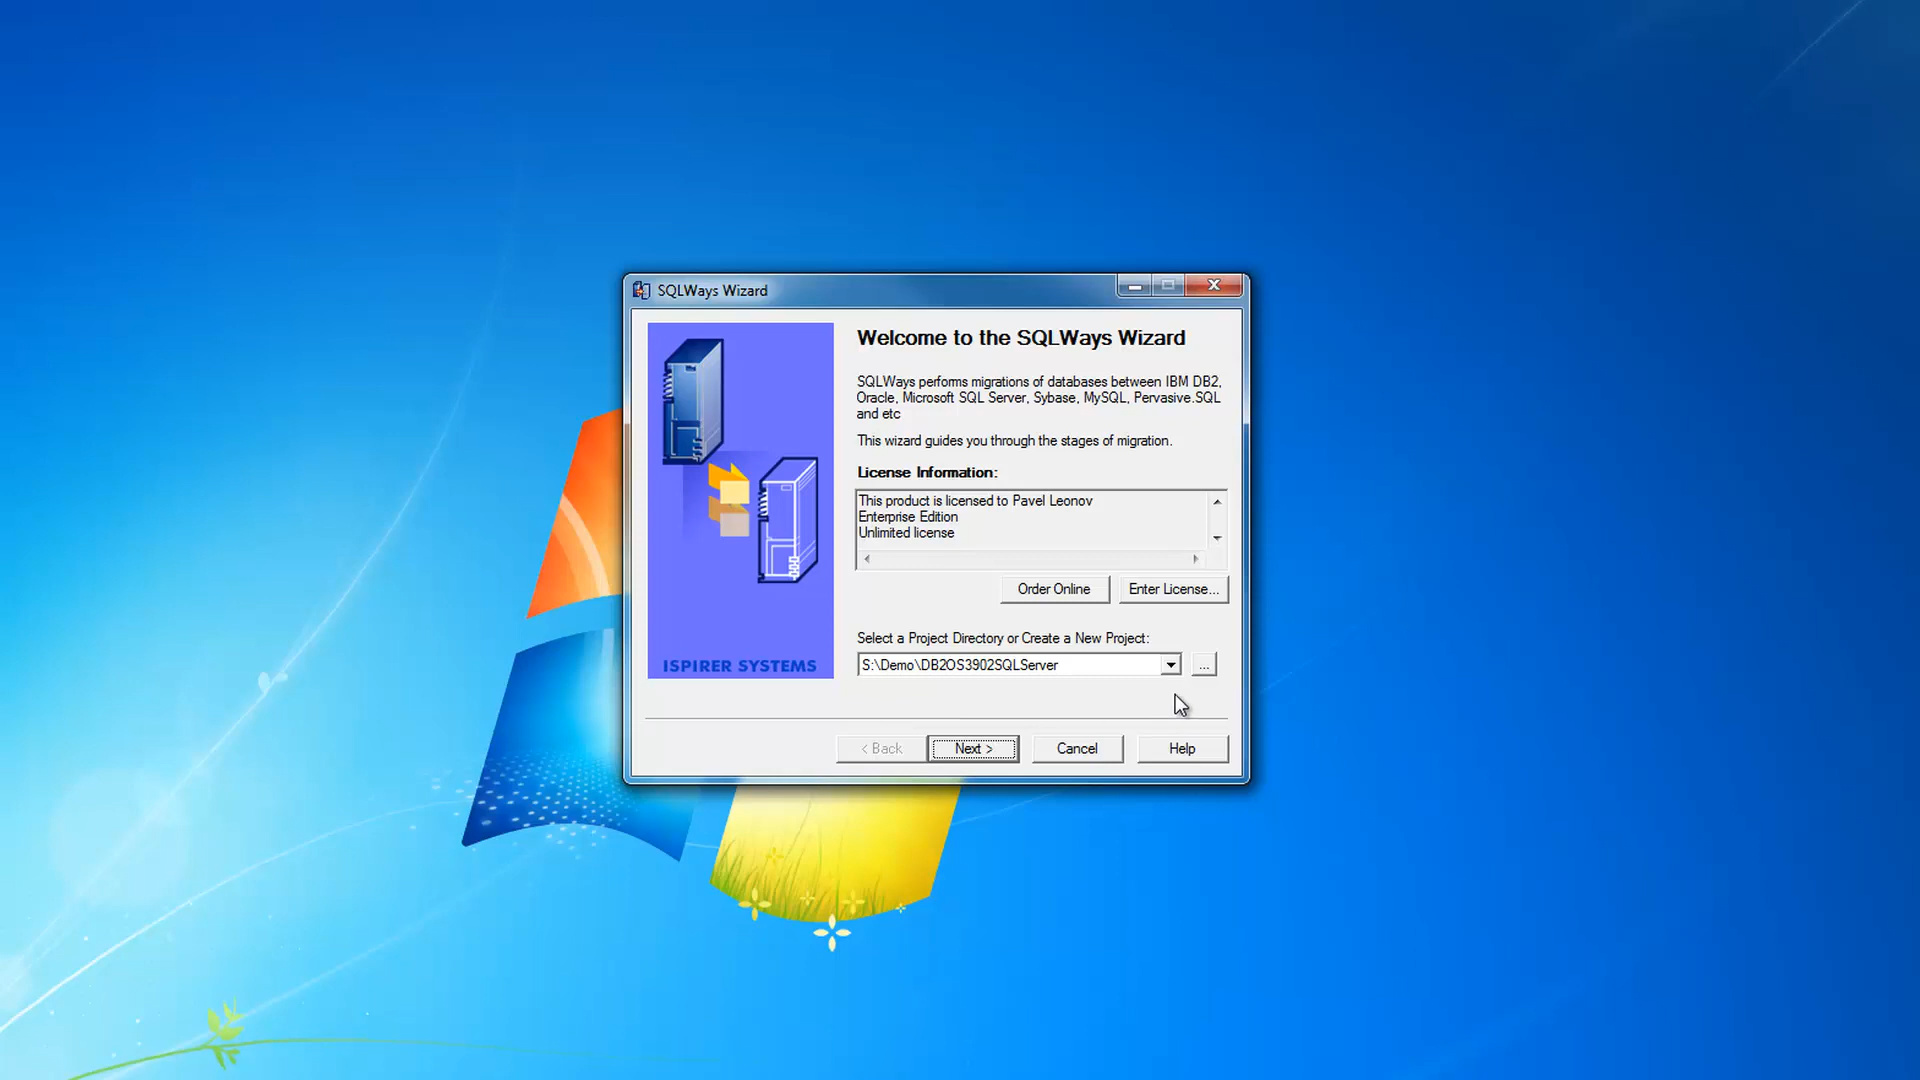 SQLWays Wizard
Welcome to the SQLWays Wizard
SQLWays performs migrations of databases between IBM DB2,
Oracle, Microsoft SQL Server, Sybase, MySQL, Pervasive.SQL
and etc
This wizard guides you through the stages of migration.
License Information:
This product is licensed to Pavel Leonov
Enterprise Edition
Unlimited license
Order Online
Enter License...
Select a Project Directory or Create a New Project:
S:\Demo\DB2OS3902SQLServer
...
ISPIRER SYSTEMS
< Back
Next >
Cancel
Help